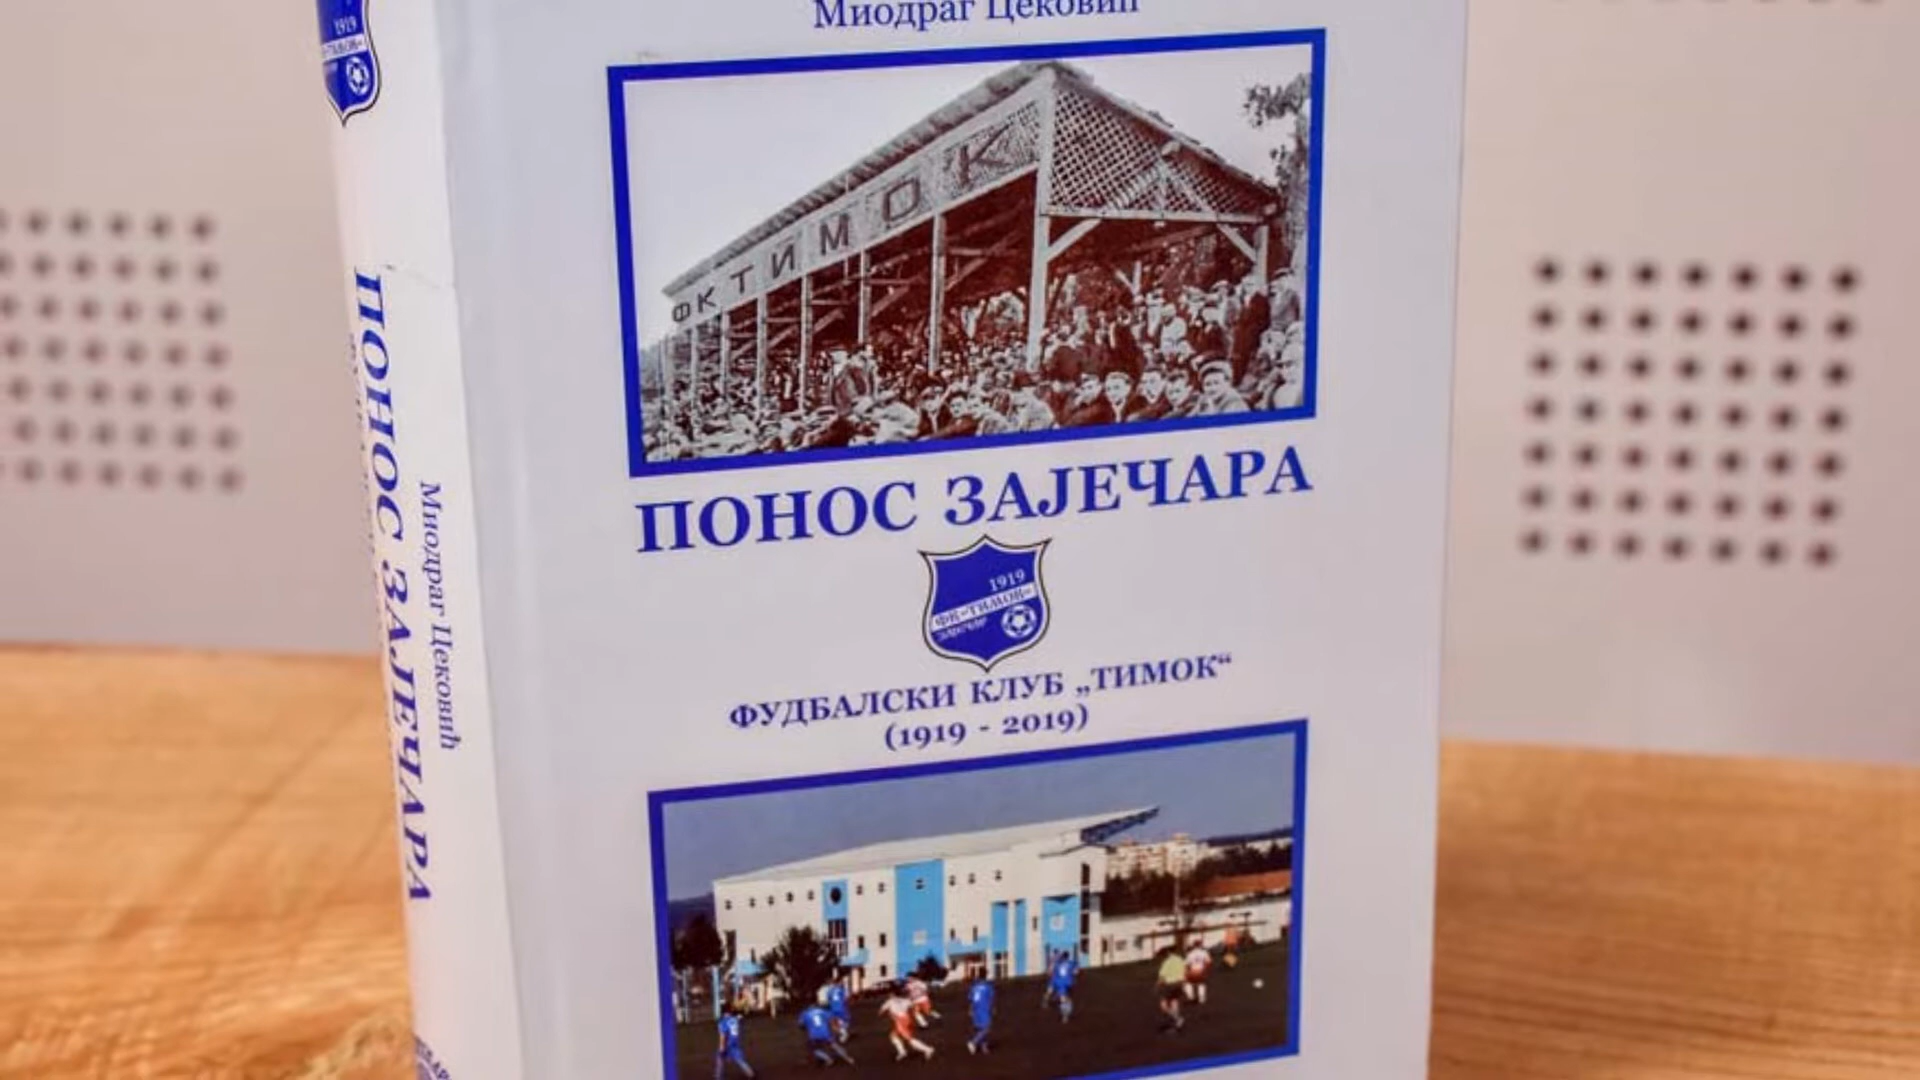 Миодраг Цековић
ФК ТИМОК
ПОНОС ЗАЈЕЧАРА
1919
ФК-„ТИМОК“
ЗАЈЕЧАР
ФУДБАЛСКИ КЛУБ „ТИМОК“
(1919 - 2019)
1919
ПОНОС ЗАЈЕЧАРА
Миодраг Цековић